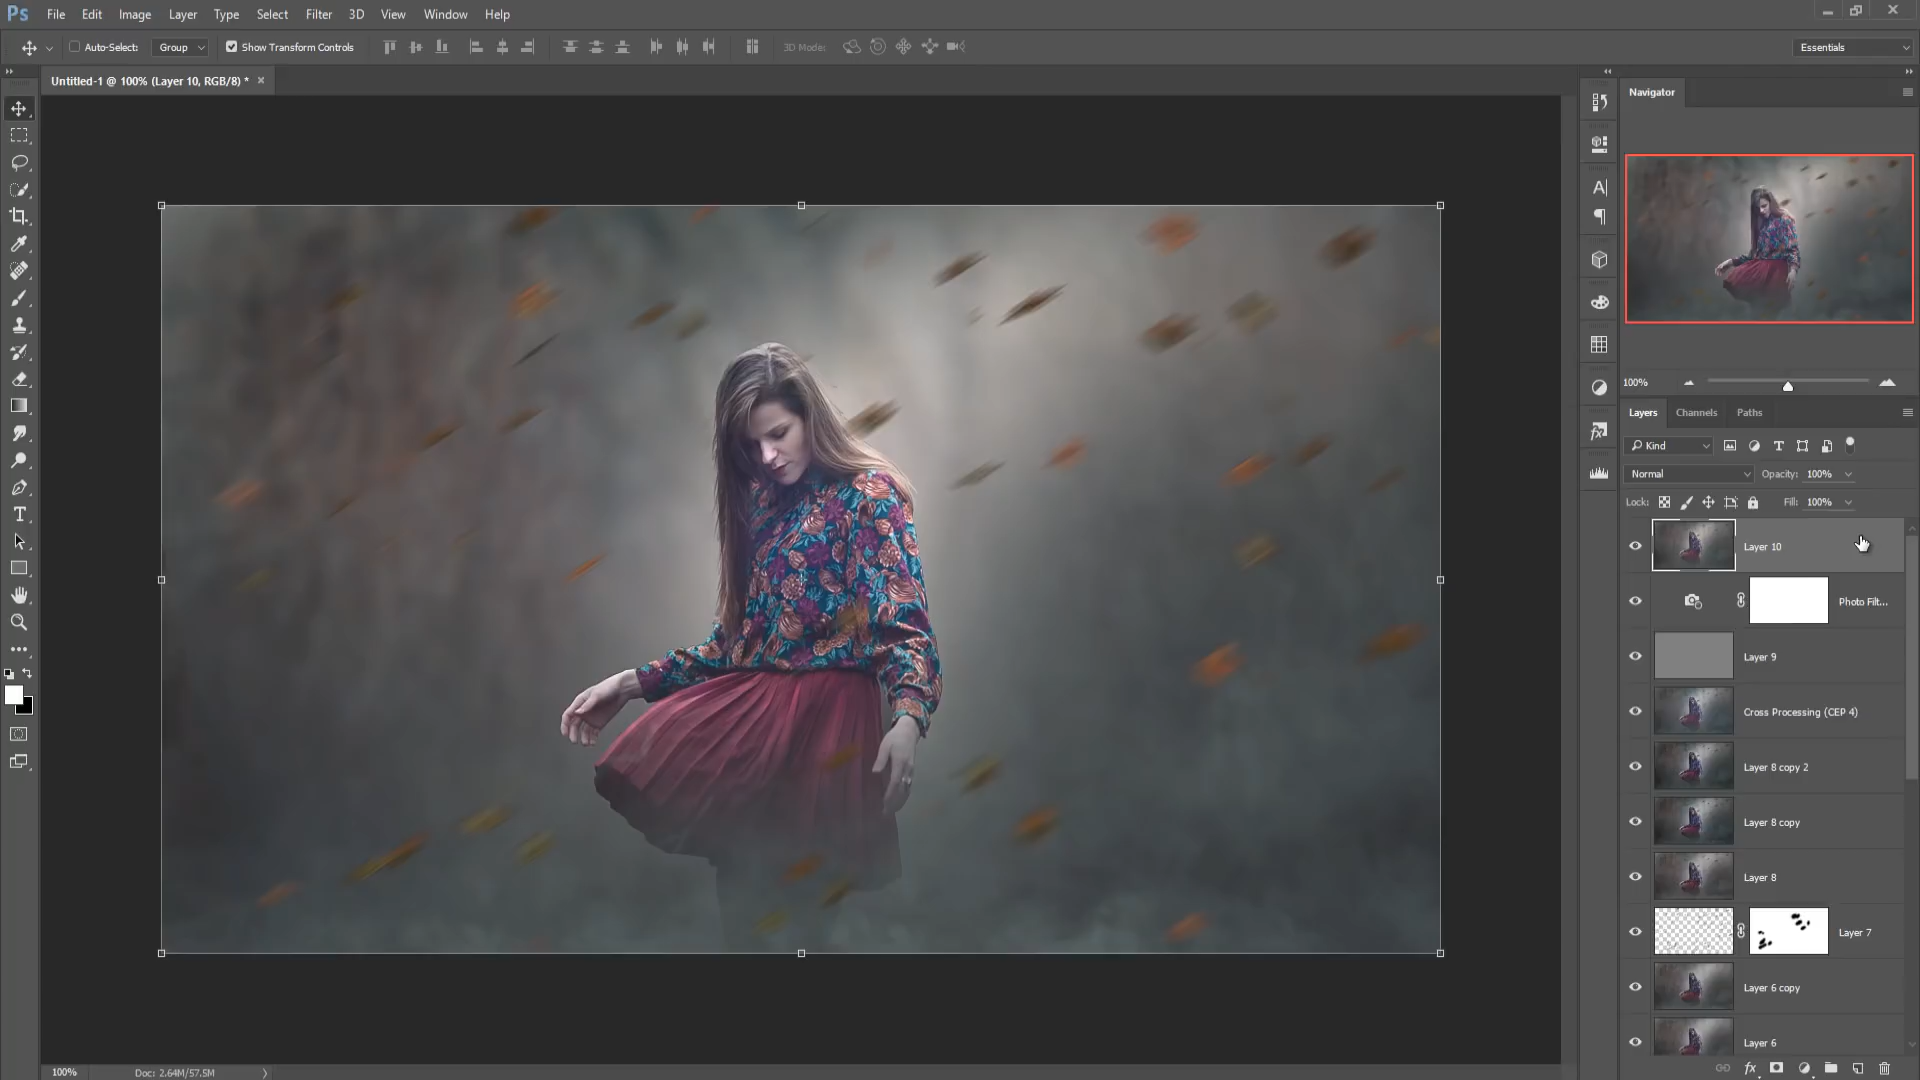 Ps File Edit Image Layer Type Select Filter 3D View Window Help
Auto-Select: Group Show Transform Controls 3D Mode: Essentials
Untitled-1 @ 100% (Layer 10, RGB/8) *
Navigator
100%
Layers Channels Paths
Kind
Normal Opacity: 100%
Lock: Fill: 100%
Layer 10
Photo Filt...
Layer 9
Cross Processing (CEP 4)
Layer 8 copy 2
Layer 8 copy
Layer 8
Layer 7
Layer 6 copy
Layer 6
100% Doc: 2.64M/57.5M